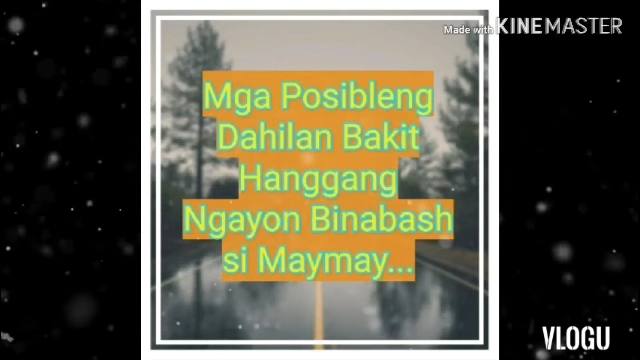 Made with KINEMASTER
Mga Posibleng
Dahilan Bakit
Hanggang
Ngayon Binabash
si Maymay...
VLOGU